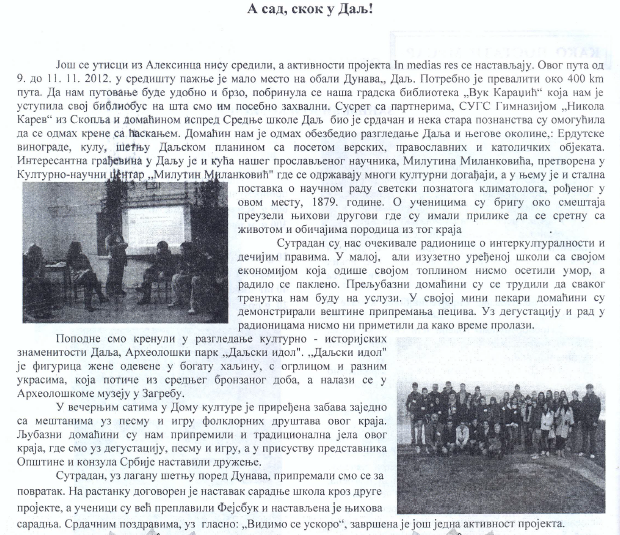 А сад, скок у Даљ!
Још се утисци из Алексинца нису средили, а активности пројекта In medias res се настављају. Овог пута од
9. до 11. 11. 2012. у средишту пажње је мало место на обали Дунава,, Даљ. Потребно је превалити око 400 km
пута. Да нам путовање буде удобно и брзо, побринула се наша градска библиотека „Вук Караџић“ која нам је
уступила свој библиобус на шта смо им посебно захвални. Сусрет са партнерима, СУГС Гимназијом „Никола
Карев“ из Скопља и домаћином испред Средње школе Даљ био је срдачан и нека стара познанства су омогућила
да се одмах крене са ћаскањем. Домаћин нам је одмах обезбедио разгледање Даља и његове околине,: Ердутске
винограде, кулу, шетњу Даљском планином са посетом верских, православних и католичких објеката.
Интересантна грађевина у Даљу је и кућа нашег прослављеног научника, Милутина Миланковића, претворена у
Културно-научни центар „Милутин Миланковић" где се одржавају многи културни догађаји, а у њему је и стална
поставка о научном раду светски познатога климатолога, рођеног у
овом месту, 1879. године. О ученицима су бригу око смештаја
преузели њихови другови где су имали прилике да се сретну са
животом и обичајима породица из тог краја .
Сутрадан су нас очекивале радионице о интеркултуралности и
дечијим правима. У малој, али изузетно уређеној школи са својом
економијом која одише својом топлином нисмо осетили умор, а
радило се паклено. Прељубазни домаћини су се трудили да сваког
тренутка нам буду на услузи. У својој мини пекари домаћини су
демонстрирали вештине припремања пецива. Уз дегустацију и рад у
радионицама нисмо ни приметили да како време пролази.
Поподне смо кренули у разгледање културно - историјских
знаменитости Даља, Археолошки парк „Даљски идол". „Даљски идол"
је фигурица жене одевене у богату хаљину, с огрлицом и разним
украсима, која потиче из средњег бронзаног доба, а налази се у
Археолошкоме музеју у Загребу.
У вечерњим сатима у Дому културе је приређена забава заједно
са мештанима уз песму и игру фолклорних друштава овог краја.
Љубазни домаћини су нам припремили и традиционална јела овог
краја, где смо уз дегустацију, песму и игру, а у присуству представника
Општине и конзула Србије наставили дружење.
Сутрадан, уз лагану шетњу поред Дунава, припремали смо се за
повратак. На растанку договорен је наставак сарадње школа кроз друге
пројекте, а ученици су већ преплавили Фејсбук и настављена је њихова
сарадња. Срдачним поздравима, уз гласно: „Видимо се ускоро“, завршена је још једна активност пројекта.